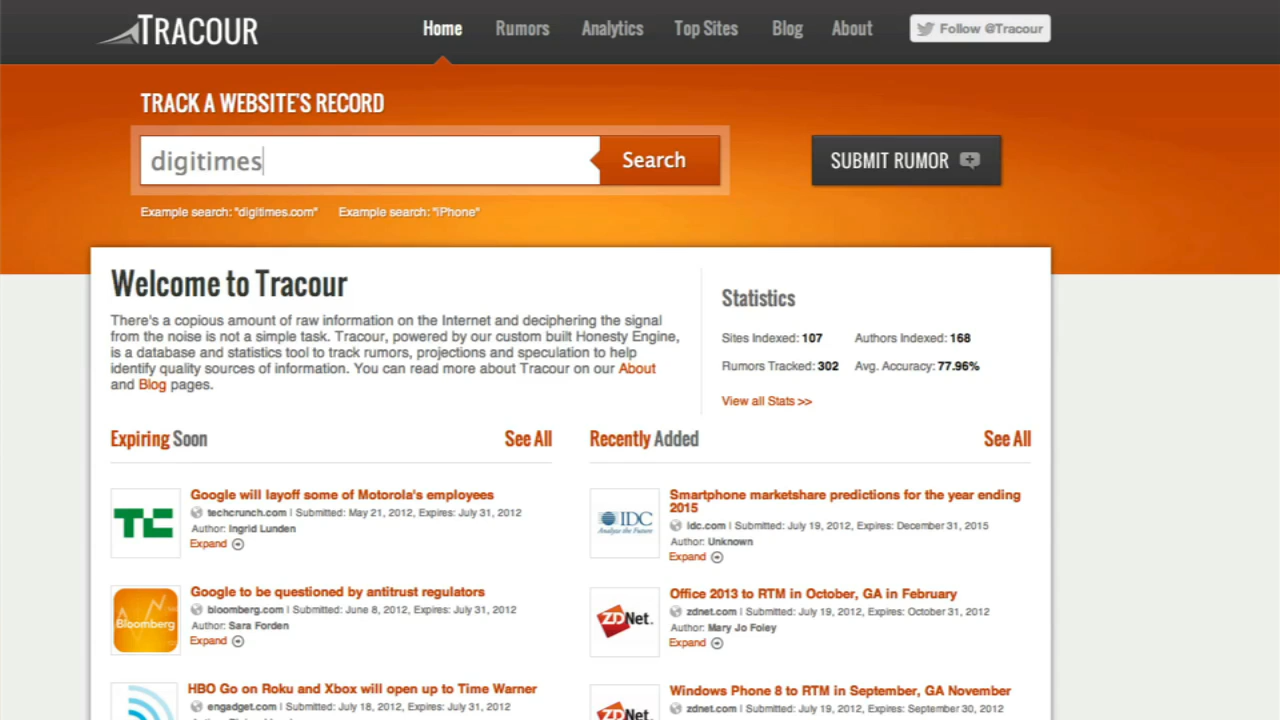 TRACOUR
Home Rumors Analytics Top Sites Blog About Follow @Tracour
TRACK A WEBSITE'S RECORD
digitimes Search
SUBMIT RUMOR
Example search: "digitimes.com" Example search: "iPhone"
Welcome to Tracour
There's a copious amount of raw information on the Internet and deciphering the signal
from the noise is not a simple task. Tracour, powered by our custom built Honesty Engine,
is a database and statistics tool to track rumors, projections and speculation to help
identify quality sources of information. You can read more about Tracour on our About
and Blog pages.
Statistics
Sites Indexed: 107 Authors Indexed: 168
Rumors Tracked: 302 Avg. Accuracy: 77.96%
View all Stats >>
Expiring Soon See All
TC
Google will layoff some of Motorola's employees
techcrunch.com | Submitted: May 21, 2012, Expires: July 31, 2012
Author: Ingrid Lunden
Expand
Bloomberg
Google to be questioned by antitrust regulators
bloomberg.com | Submitted: June 8, 2012, Expires: July 31, 2012
Author: Sara Forden
Expand
HBO Go on Roku and Xbox will open up to Time Warner
engadget.com | Submitted: July 18, 2012, Expires: July 31, 2012
Recently Added See All
IDC
Analyze the Future
Smartphone marketshare predictions for the year ending
2015
idc.com | Submitted: July 19, 2012, Expires: December 31, 2015
Author: Unknown
Expand
ZDNet.
Office 2013 to RTM in October, GA in February
zdnet.com | Submitted: July 19, 2012, Expires: October 31, 2012
Author: Mary Jo Foley
Expand
ZDNet.
Windows Phone 8 to RTM in September, GA November
zdnet.com | Submitted: July 19, 2012, Expires: September 30, 2012